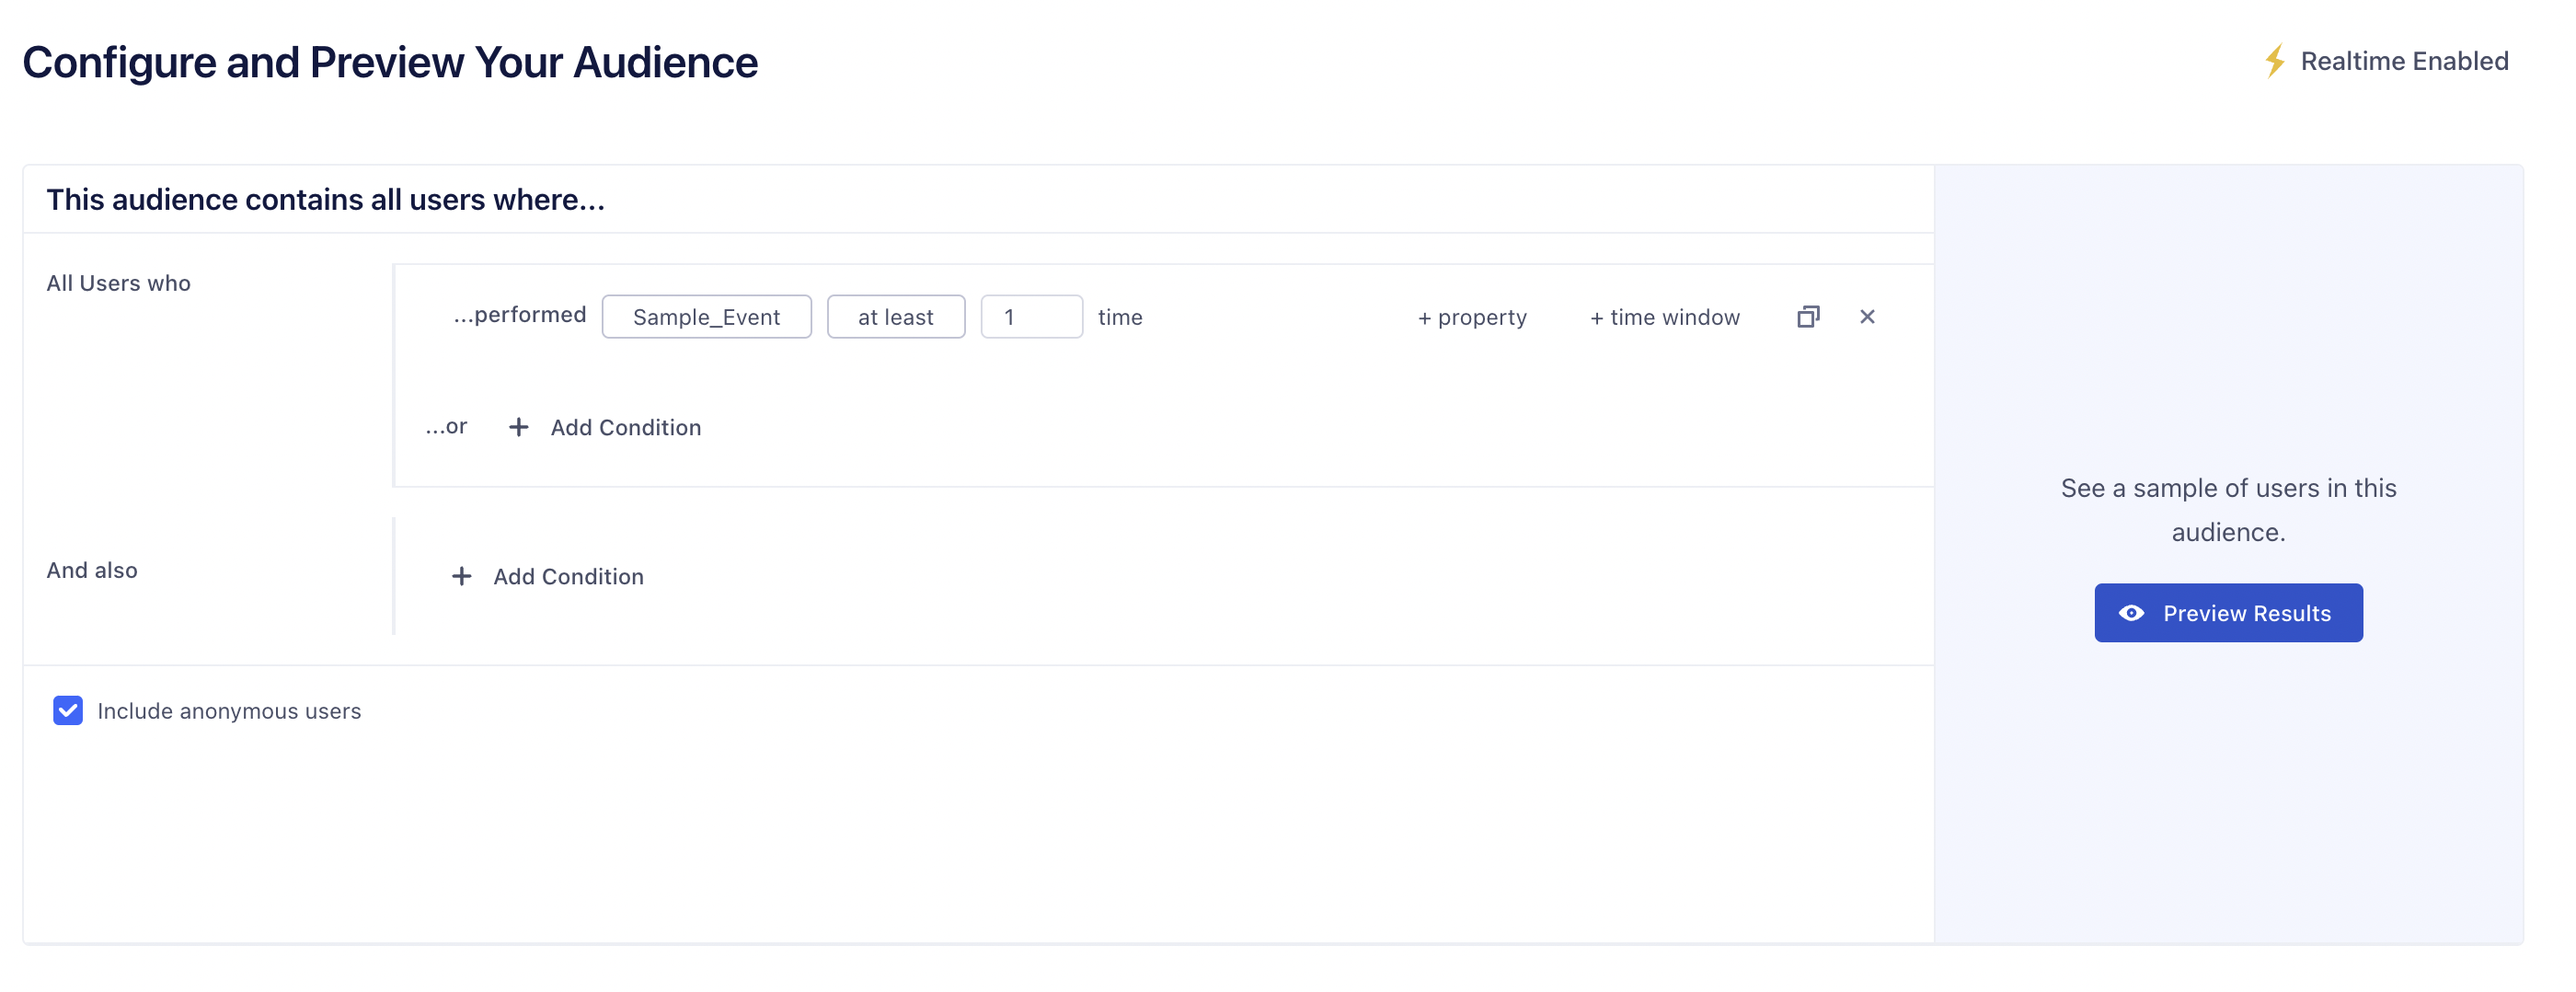 Configure and Preview Your Audience
Realtime Enabled
This audience contains all users where...
All Users who
...performed Sample_Event at least 1 time + property + time window
...or + Add Condition
And also
+ Add Condition
Include anonymous users
See a sample of users in this
audience.
Preview Results